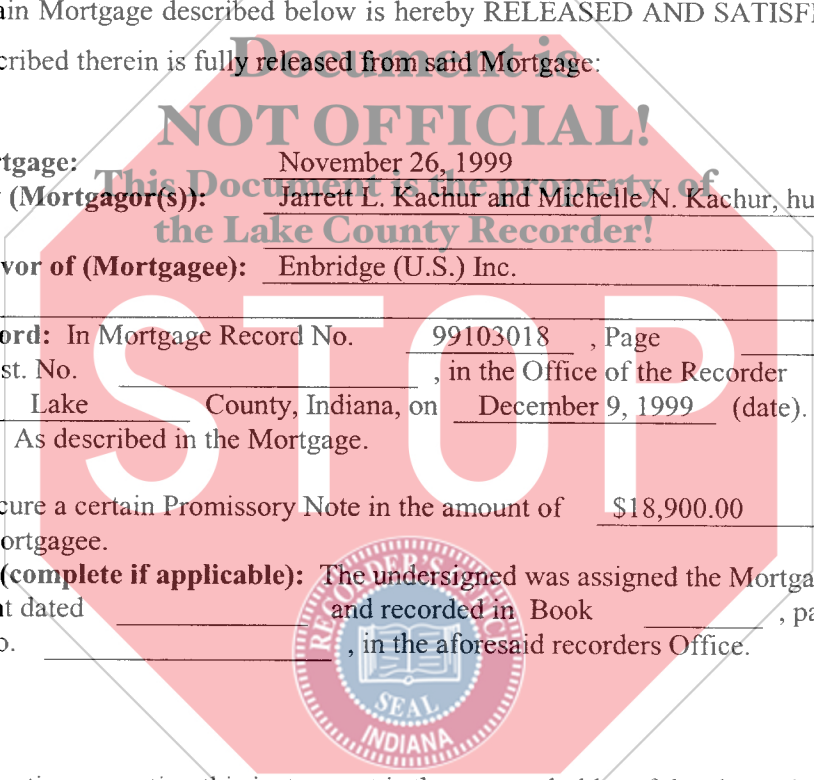 ain Mortgage described below is hereby RELEASED AND SATISFI
Document is
cribed therein is fully released from said Mortgage:
NOT OFFICIAL!
rtgage: November 26, 1999
This Document is the property of
y (Mortgagor(s)): Jarrett L. Kachur and Michelle N. Kachur, hu
the Lake County Recorder!
vor of (Mortgagee): Enbridge (U.S.) Inc.
STOP
ord: In Mortgage Record No. 99103018 , Page
st. No. , in the Office of the Recorder
Lake County, Indiana, on December 9, 1999 (date).
As described in the Mortgage.
cure a certain Promissory Note in the amount of $18,900.00
ortgagee.
(complete if applicable): The undersigned was assigned the Mortga
t dated and recorded in Book , pa
o. , in the aforesaid recorders Office.
RECORDER'S OFFICE
SEAL
INDIANA